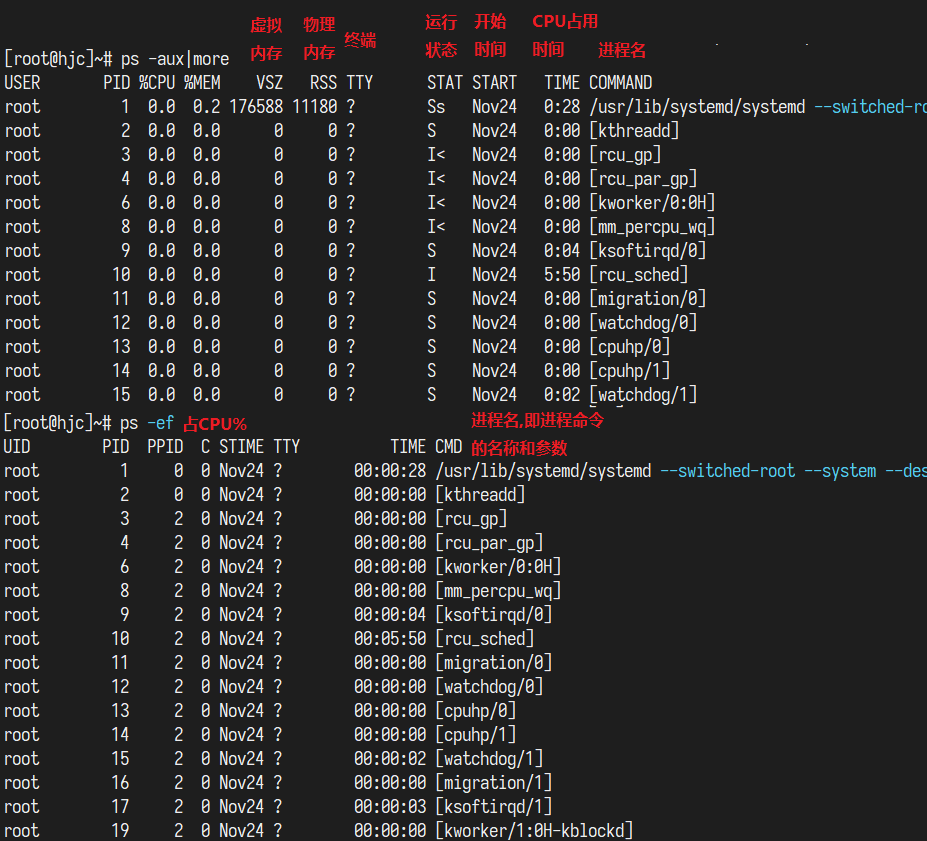 虚拟 物理 运行 开始 CPU占用
内存 内存 终端 状态 时间 时间 进程名
[root@hjc]~# ps -aux|more
USER PID %CPU %MEM VSZ RSS TTY STAT START TIME COMMAND
root 1 0.0 0.2 176588 11180 ? Ss Nov24 0:28 /usr/lib/systemd/systemd --switched-ro
root 2 0.0 0.0 0 0 ? S Nov24 0:00 [kthreadd]
root 3 0.0 0.0 0 0 ? I< Nov24 0:00 [rcu_gp]
root 4 0.0 0.0 0 0 ? I< Nov24 0:00 [rcu_par_gp]
root 6 0.0 0.0 0 0 ? I< Nov24 0:00 [kworker/0:0H]
root 8 0.0 0.0 0 0 ? I< Nov24 0:00 [mm_percpu_wq]
root 9 0.0 0.0 0 0 ? S Nov24 0:04 [ksoftirqd/0]
root 10 0.0 0.0 0 0 ? I Nov24 5:50 [rcu_sched]
root 11 0.0 0.0 0 0 ? S Nov24 0:00 [migration/0]
root 12 0.0 0.0 0 0 ? S Nov24 0:00 [watchdog/0]
root 13 0.0 0.0 0 0 ? S Nov24 0:00 [cpuhp/0]
root 14 0.0 0.0 0 0 ? S Nov24 0:00 [cpuhp/1]
root 15 0.0 0.0 0 0 ? S Nov24 0:02 [watchdog/1]
[root@hjc]~# ps -ef 占CPU% 进程名,即进程命令
的名称和参数
UID PID PPID C STIME TTY TIME CMD
root 1 0 0 Nov24 ? 00:00:28 /usr/lib/systemd/systemd --switched-root --system --des
root 2 0 0 Nov24 ? 00:00:00 [kthreadd]
root 3 2 0 Nov24 ? 00:00:00 [rcu_gp]
root 4 2 0 Nov24 ? 00:00:00 [rcu_par_gp]
root 6 2 0 Nov24 ? 00:00:00 [kworker/0:0H]
root 8 2 0 Nov24 ? 00:00:00 [mm_percpu_wq]
root 9 2 0 Nov24 ? 00:00:04 [ksoftirqd/0]
root 10 2 0 Nov24 ? 00:05:50 [rcu_sched]
root 11 2 0 Nov24 ? 00:00:00 [migration/0]
root 12 2 0 Nov24 ? 00:00:00 [watchdog/0]
root 13 2 0 Nov24 ? 00:00:00 [cpuhp/0]
root 14 2 0 Nov24 ? 00:00:00 [cpuhp/1]
root 15 2 0 Nov24 ? 00:00:02 [watchdog/1]
root 16 2 0 Nov24 ? 00:00:00 [migration/1]
root 17 2 0 Nov24 ? 00:00:03 [ksoftirqd/1]
root 19 2 0 Nov24 ? 00:00:00 [kworker/1:0H-kblockd]